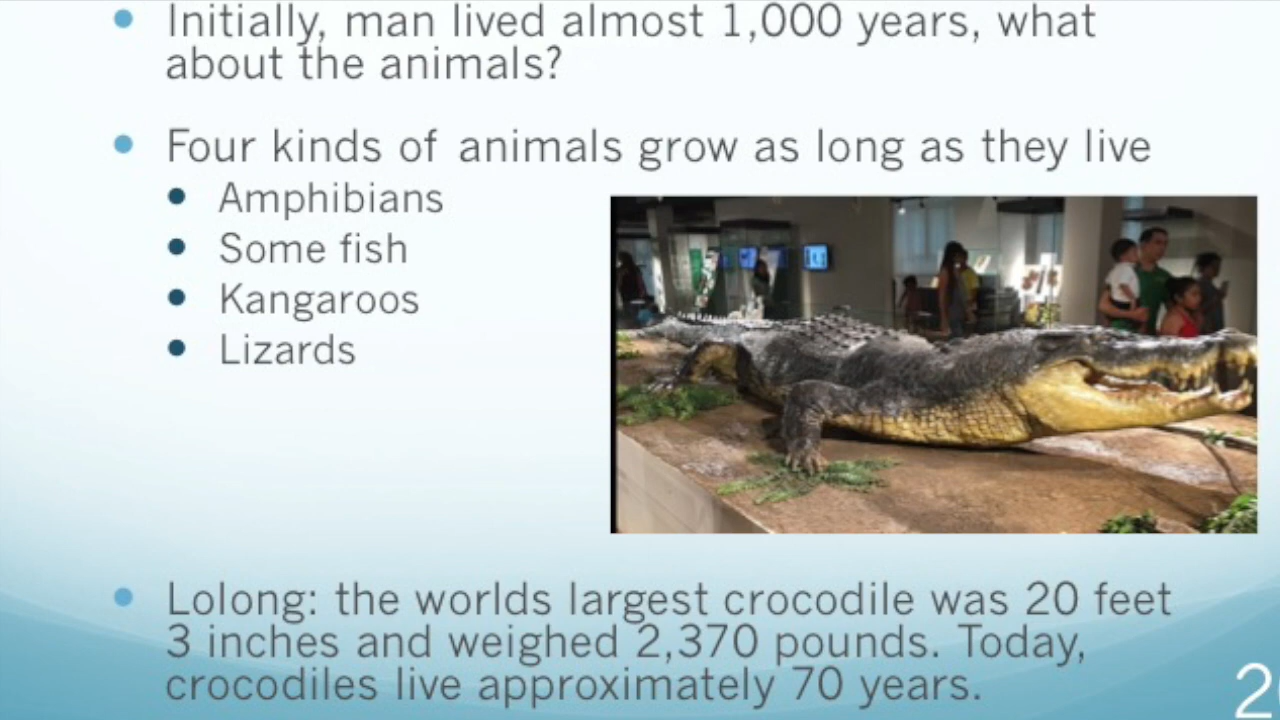 Initially, man lived almost 1,000 years, what
about the animals?
Four kinds of animals grow as long as they live
Amphibians
Some fish
Kangaroos
Lizards
Lolong: the worlds largest crocodile was 20 feet
3 inches and weighed 2,370 pounds. Today,
crocodiles live approximately 70 years.